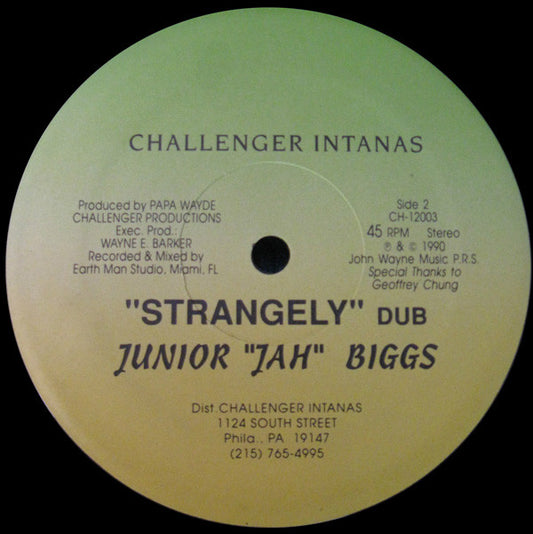 CHALLENGER INTANAS
Produced by PAPA WAYDE
CHALLENGER PRODUCTIONS
Exec. Prod.:
WAYNE E. BARKER
Recorded & Mixed by
Earth Man Studio, Miami, FL
Side 2
CH-12003
45 RPM Stereo
℗ & © 1990
John Wayne Music P.R.S.
Special Thanks to
Geoffrey Chung
"STRANGELY" DUB
JUNIOR "JAH" BIGGS
Dist. CHALLENGER INTANAS
1124 SOUTH STREET
Phila., PA 19147
(215) 765-4995